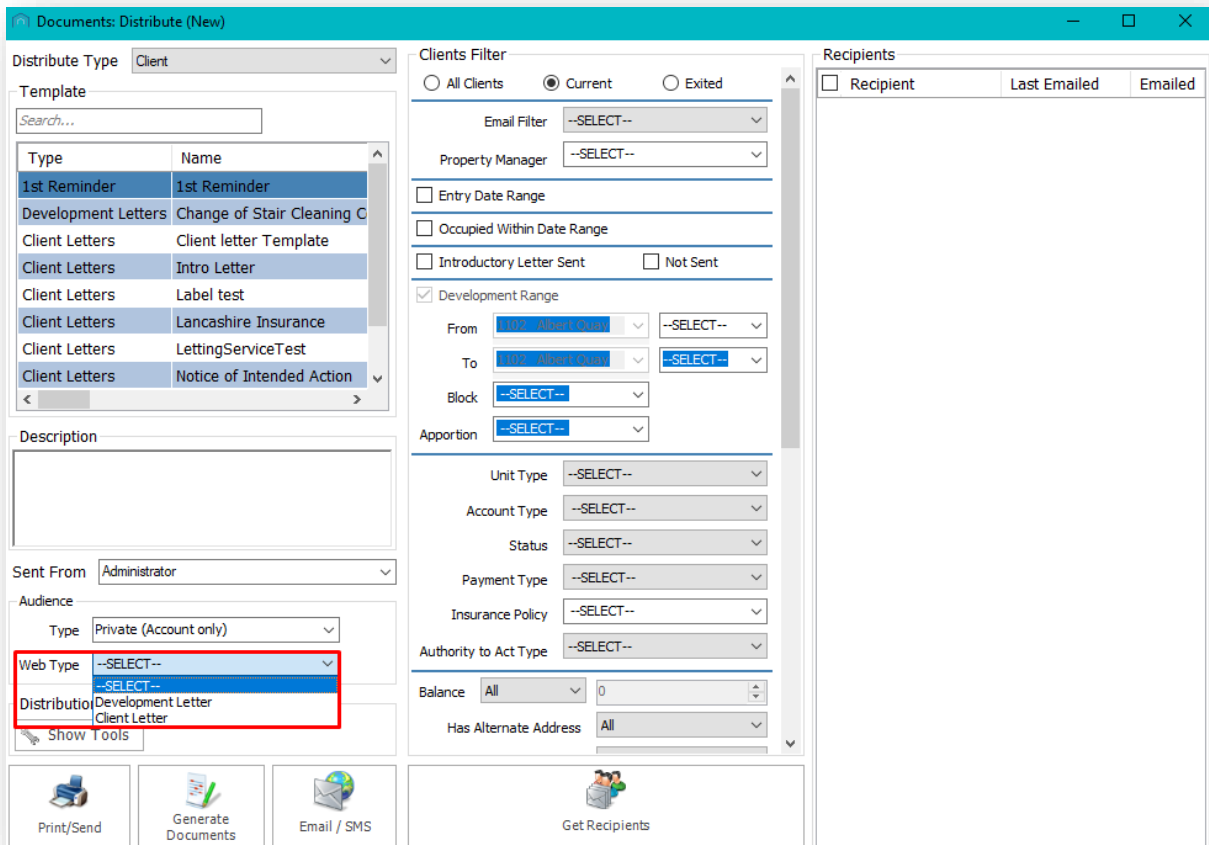 Documents: Distribute (New)
Distribute Type Client
Template
Search...
Type Name
1st Reminder 1st Reminder
Development Letters Change of Stair Cleaning C
Client Letters Client letter Template
Client Letters Intro Letter
Client Letters Label test
Client Letters Lancashire Insurance
Client Letters LettingServiceTest
Client Letters Notice of Intended Action
Description
Sent From Administrator
Audience
Type Private (Account only)
Web Type --SELECT--
--SELECT--
Development Letter
Client Letter
Distribution
Show Tools
Print/Send
Generate
Documents
Email / SMS
Clients Filter
All Clients Current Exited
Email Filter --SELECT--
Property Manager --SELECT--
Entry Date Range
Occupied Within Date Range
Introductory Letter Sent Not Sent
Development Range
From 1102 - Albert Quay --SELECT--
To 1102 - Albert Quay --SELECT--
Block --SELECT--
Apportion --SELECT--
Unit Type --SELECT--
Account Type --SELECT--
Status --SELECT--
Payment Type --SELECT--
Insurance Policy --SELECT--
Authority to Act Type --SELECT--
Balance All 0
Has Alternate Address All
Get Recipients
Recipients
Recipient Last Emailed Emailed